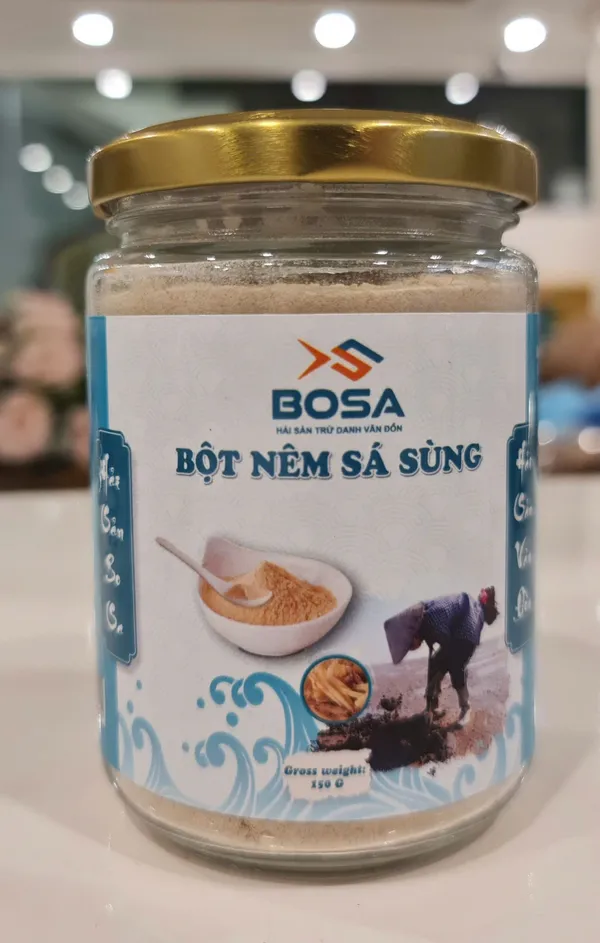 BOSA
HẢI SẢN TRỨ DANH VÂN ĐỒN
BỘT NÊM SÁ SÙNG
Gross weight:
150 G